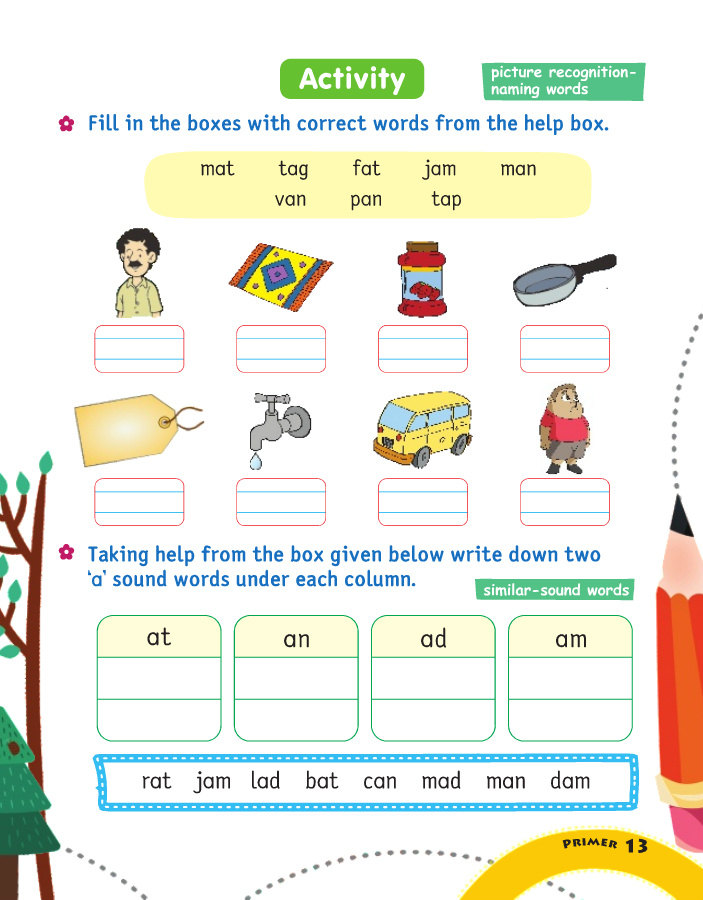 Activity
picture recognition-
naming words
Fill in the boxes with correct words from the help box.
mat tag fat jam man
van pan tap
Taking help from the box given below write down two
‘ɑ’ sound words under each column.
similar-sound words
at an ad am
rat jam lad bat can mad man dam
PRIMER 13